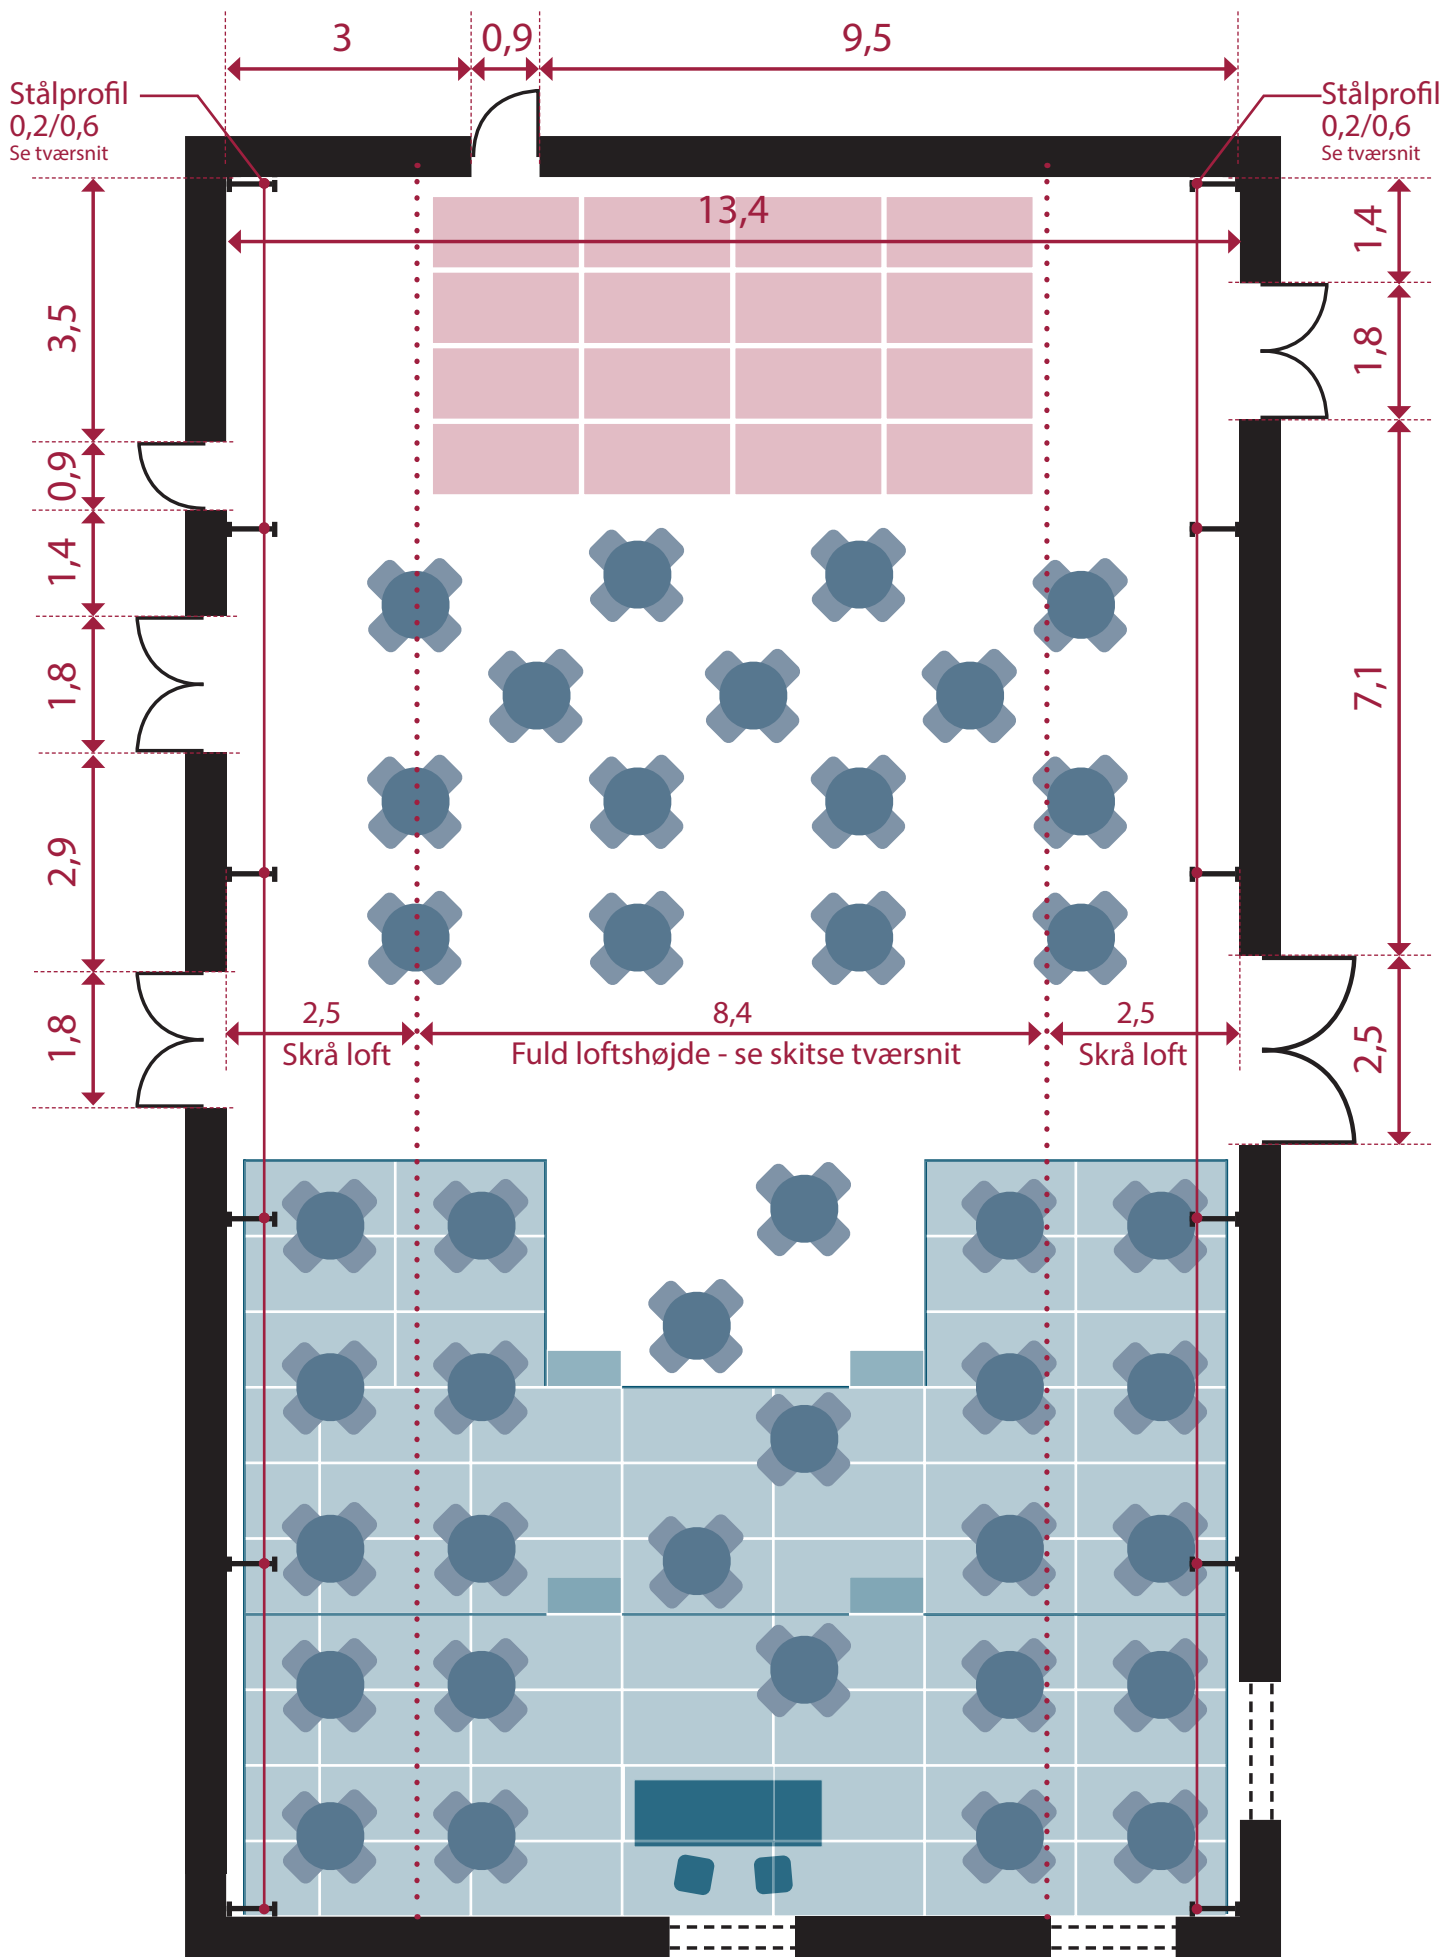 3
0,9
9,5
Stålprofil
0,2/0,6
Se tværsnit
Stålprofil
0,2/0,6
Se tværsnit
13,4
3,5
0,9
1,4
1,8
2,9
1,8
1,4
1,8
7,1
2,5
2,5
Skrå loft
8,4
Fuld loftshøjde - se skitse tværsnit
2,5
Skrå loft